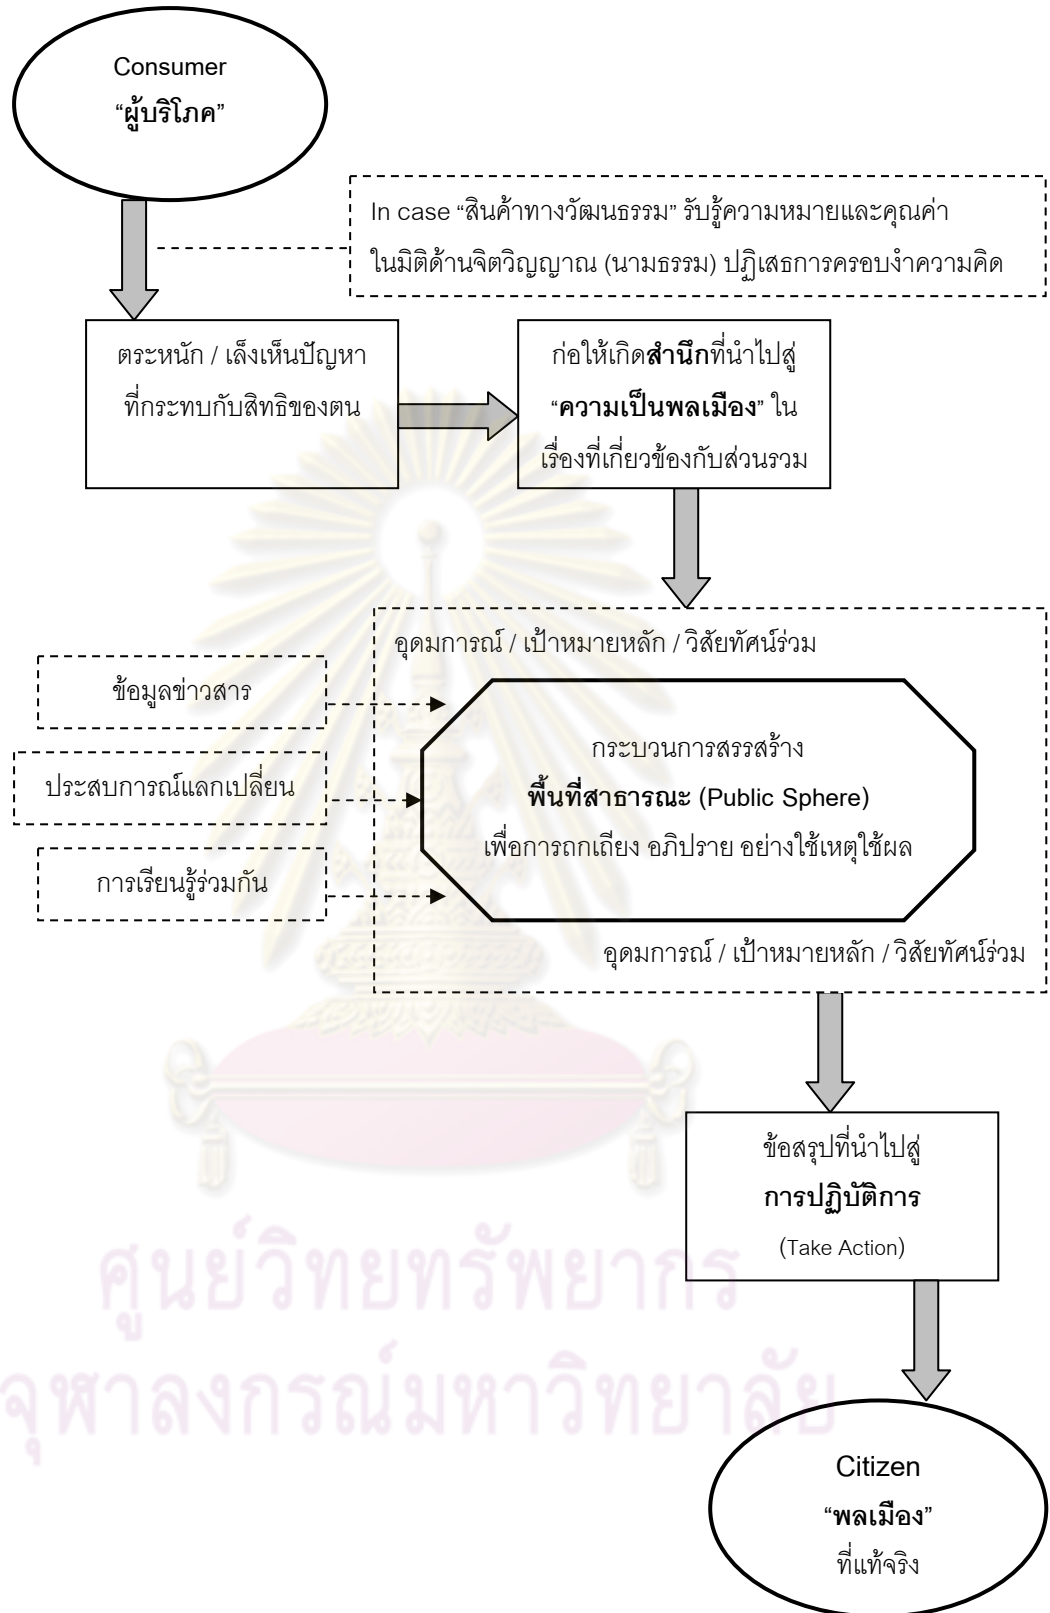 Consumer
“ผู้บริโภค”
In case “สินค้าทางวัฒนธรรม” รับรู้ความหมายและคุณค่า
ในมิติด้านจิตวิญญาณ (นามธรรม) ปฏิเสธการครอบงำความคิด
ตระหนัก / เล็งเห็นปัญหา
ที่กระทบกับสิทธิของตน
ก่อให้เกิดสำนึกที่นำไปสู่
“ความเป็นพลเมือง” ใน
เรื่องที่เกี่ยวข้องกับส่วนรวม
อุดมการณ์ / เป้าหมายหลัก / วิสัยทัศน์ร่วม
ข้อมูลข่าวสาร
ประสบการณ์แลกเปลี่ยน
การเรียนรู้ร่วมกัน
กระบวนการสรรสร้าง
พื้นที่สาธารณะ (Public Sphere)
เพื่อการถกเถียง อภิปราย อย่างใช้เหตุใช้ผล
อุดมการณ์ / เป้าหมายหลัก / วิสัยทัศน์ร่วม
ข้อสรุปที่นำไปสู่
การปฏิบัติการ
(Take Action)
ศูนย์วิทยทรัพยากร
จุฬาลงกรณ์มหาวิทยาลัย
Citizen
“พลเมือง”
ที่แท้จริง